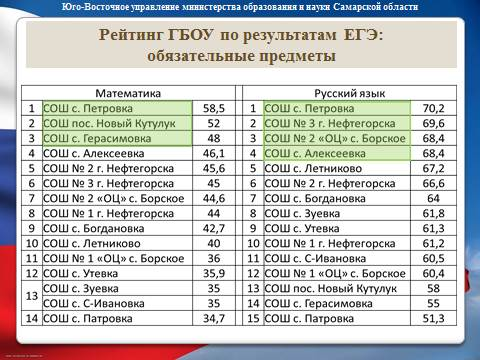 Юго-Восточное управление министерства образования и науки Самарской области
Рейтинг ГБОУ по результатам ЕГЭ:
обязательные предметы
Математика
1 СОШ с. Петровка 58,5
2 СОШ пос. Новый Кутулук 52
3 СОШ с. Герасимовка 48
4 СОШ с. Алексеевка 46,1
5 СОШ № 2 г. Нефтегорска 45,6
6 СОШ № 3 г. Нефтегорска 45
7 СОШ № 2 «ОЦ» с. Борское 44,6
8 СОШ № 1 г. Нефтегорска 44
9 СОШ с. Богдановка 42,7
10 СОШ с. Летниково 40
11 СОШ № 1 «ОЦ» с. Борское 36
12 СОШ с. Утевка 35,9
13 СОШ с. Зуевка 35
СОШ с. С-Ивановка 35
14 СОШ с. Патровка 34,7
Русский язык
1 СОШ с. Петровка 70,2
2 СОШ № 3 г. Нефтегорска 69,6
3 СОШ № 2 «ОЦ» с. Борское 68,4
4 СОШ с. Алексеевка 68,4
5 СОШ с. Летниково 67,2
6 СОШ № 2 г. Нефтегорска 66,6
7 СОШ с. Богдановка 64
8 СОШ с. Зуевка 61,8
9 СОШ с. Утевка 61,3
10 СОШ № 1 г. Нефтегорска 61,2
11 СОШ с. С-Ивановка 60,5
12 СОШ № 1 «ОЦ» с. Борское 60,4
13 СОШ пос. Новый Кутулук 58
14 СОШ с. Герасимовка 55
15 СОШ с. Патровка 51,3